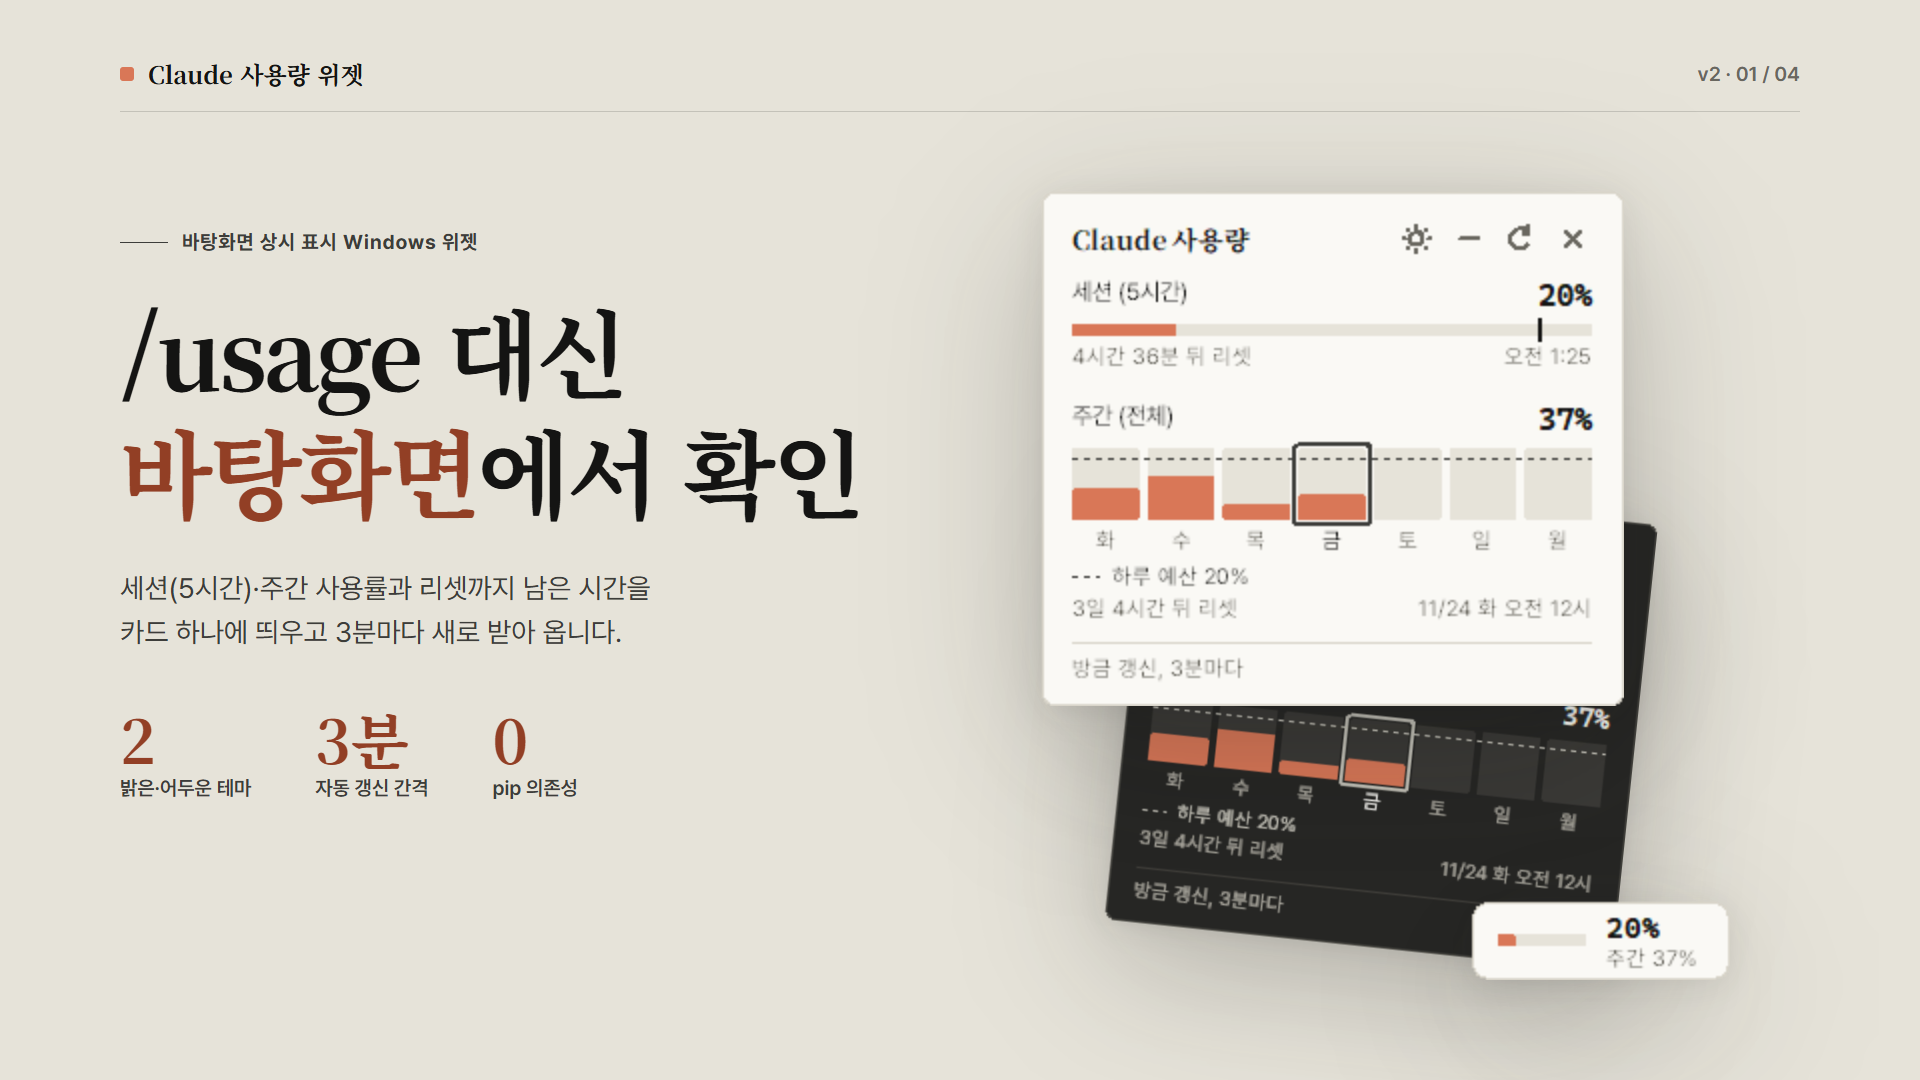 Claude 사용량 위젯
v2 · 01 / 04
바탕화면 상시 표시 Windows 위젯
/usage 대신
바탕화면에서 확인
세션(5시간)·주간 사용률과 리셋까지 남은 시간을
카드 하나에 띄우고 3분마다 새로 받아 옵니다.
2
밝은·어두운 테마
3분
자동 갱신 간격
0
pip 의존성
Claude 사용량
세션 (5시간)
20%
4시간 36분 뒤 리셋
오전 1:25
주간 (전체)
37%
화 수 목 금 토 일 월
--- 하루 예산 20%
3일 4시간 뒤 리셋
11/24 화 오전 12시
방금 갱신, 3분마다
37%
화 수 목 금 토 일 월
--- 하루 예산 20%
3일 4시간 뒤 리셋
11/24 화 오전 12시
방금 갱신, 3분마다
20%
주간 37%